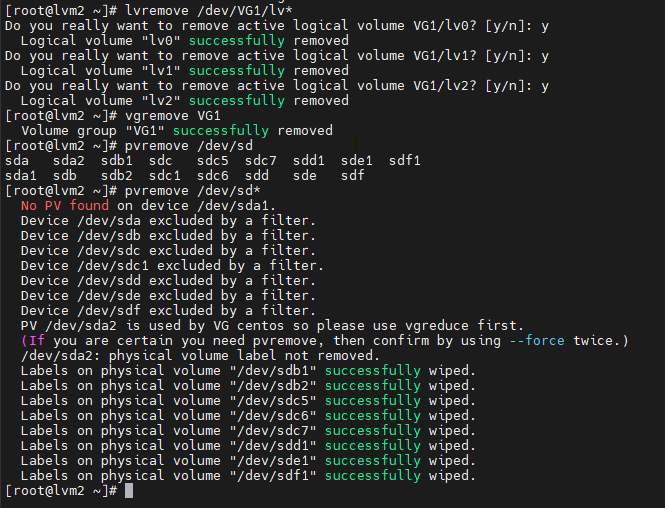 [root@lvm2 ~]# lvremove /dev/VG1/lv*
Do you really want to remove active logical volume VG1/lv0? [y/n]: y
  Logical volume "lv0" successfully removed
Do you really want to remove active logical volume VG1/lv1? [y/n]: y
  Logical volume "lv1" successfully removed
Do you really want to remove active logical volume VG1/lv2? [y/n]: y
  Logical volume "lv2" successfully removed
[root@lvm2 ~]# vgremove VG1
  Volume group "VG1" successfully removed
[root@lvm2 ~]# pvremove /dev/sd
sda   sda2  sdb1  sdc   sdc5  sdc7  sdd1  sde1  sdf1
sda1  sdb   sdb2  sdc1  sdc6  sdd   sde   sdf
[root@lvm2 ~]# pvremove /dev/sd*
  No PV found on device /dev/sda1.
  Device /dev/sda excluded by a filter.
  Device /dev/sdb excluded by a filter.
  Device /dev/sdc excluded by a filter.
  Device /dev/sdc1 excluded by a filter.
  Device /dev/sdd excluded by a filter.
  Device /dev/sde excluded by a filter.
  Device /dev/sdf excluded by a filter.
  PV /dev/sda2 is used by VG centos so please use vgreduce first.
  (If you are certain you need pvremove, then confirm by using --force twice.)
  /dev/sda2: physical volume label not removed.
  Labels on physical volume "/dev/sdb1" successfully wiped.
  Labels on physical volume "/dev/sdb2" successfully wiped.
  Labels on physical volume "/dev/sdc5" successfully wiped.
  Labels on physical volume "/dev/sdc6" successfully wiped.
  Labels on physical volume "/dev/sdc7" successfully wiped.
  Labels on physical volume "/dev/sdd1" successfully wiped.
  Labels on physical volume "/dev/sde1" successfully wiped.
  Labels on physical volume "/dev/sdf1" successfully wiped.
[root@lvm2 ~]#